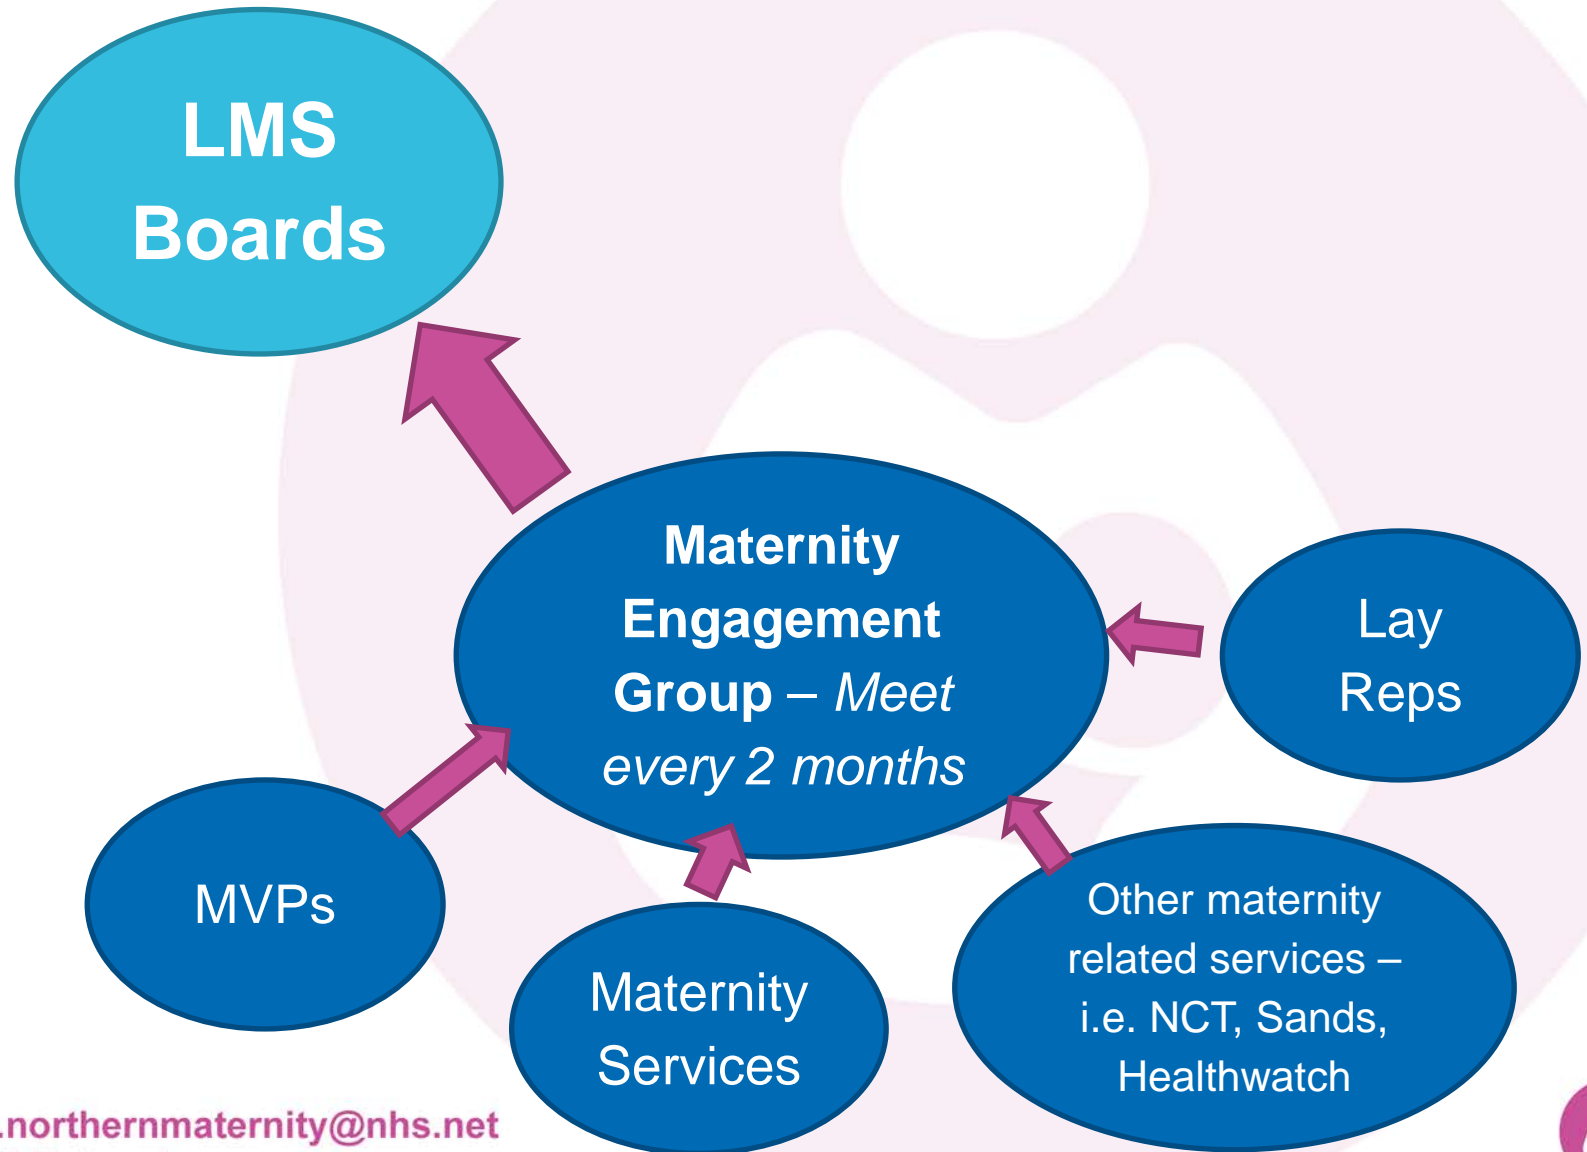 LMS
Boards
Maternity
Engagement
Group – Meet
every 2 months
Lay
Reps
MVPs
Maternity
Services
Other maternity
related services –
i.e. NCT, Sands,
Healthwatch
.northernmaternity@nhs.net